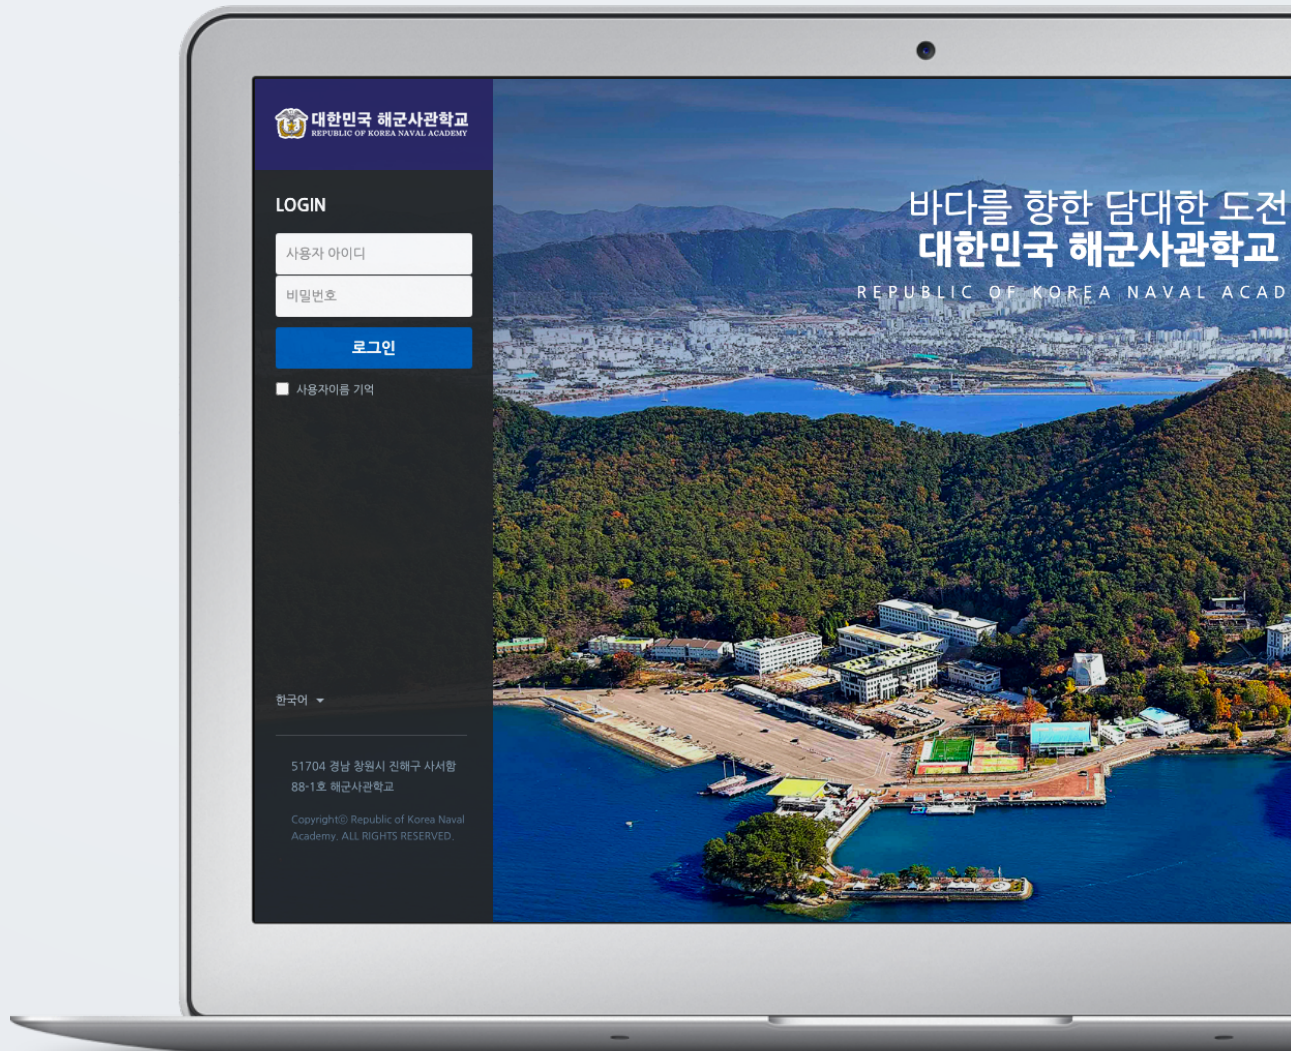 대한민국 해군사관학교
REPUBLIC OF KOREA NAVAL ACADEMY
LOGIN
사용자 아이디
비밀번호
로그인
사용자이름 기억
한국어
51704 경남 창원시 진해구 사서함
88-1호 해군사관학교
Copyright© Republic of Korea Naval
Academy. ALL RIGHTS RESERVED.
바다를 향한 담대한 도전
대한민국 해군사관학교
REPUBLIC OF KOREA NAVAL ACAD